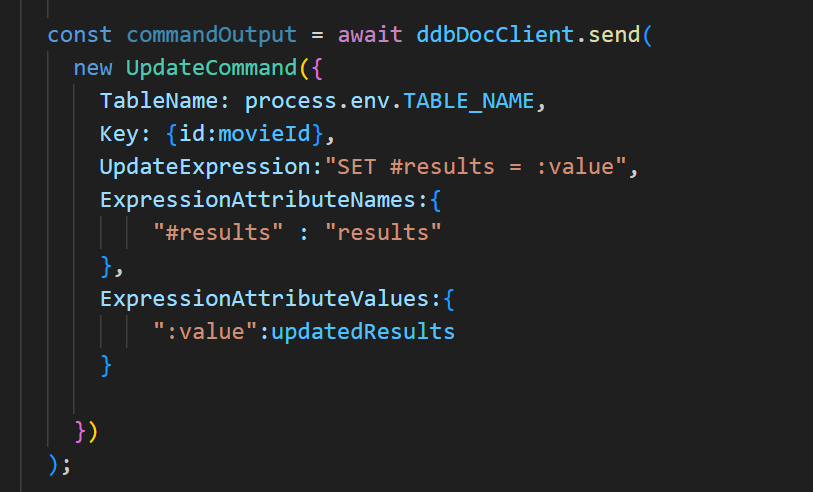 const commandOutput = await ddbDocClient.send(
new UpdateCommand({
TableName: process.env.TABLE_NAME,
Key: {id:movieId},
UpdateExpression:"SET #results = :value",
ExpressionAttributeNames:{
"#results" : "results"
},
ExpressionAttributeValues:{
":value":updatedResults
}
})
);